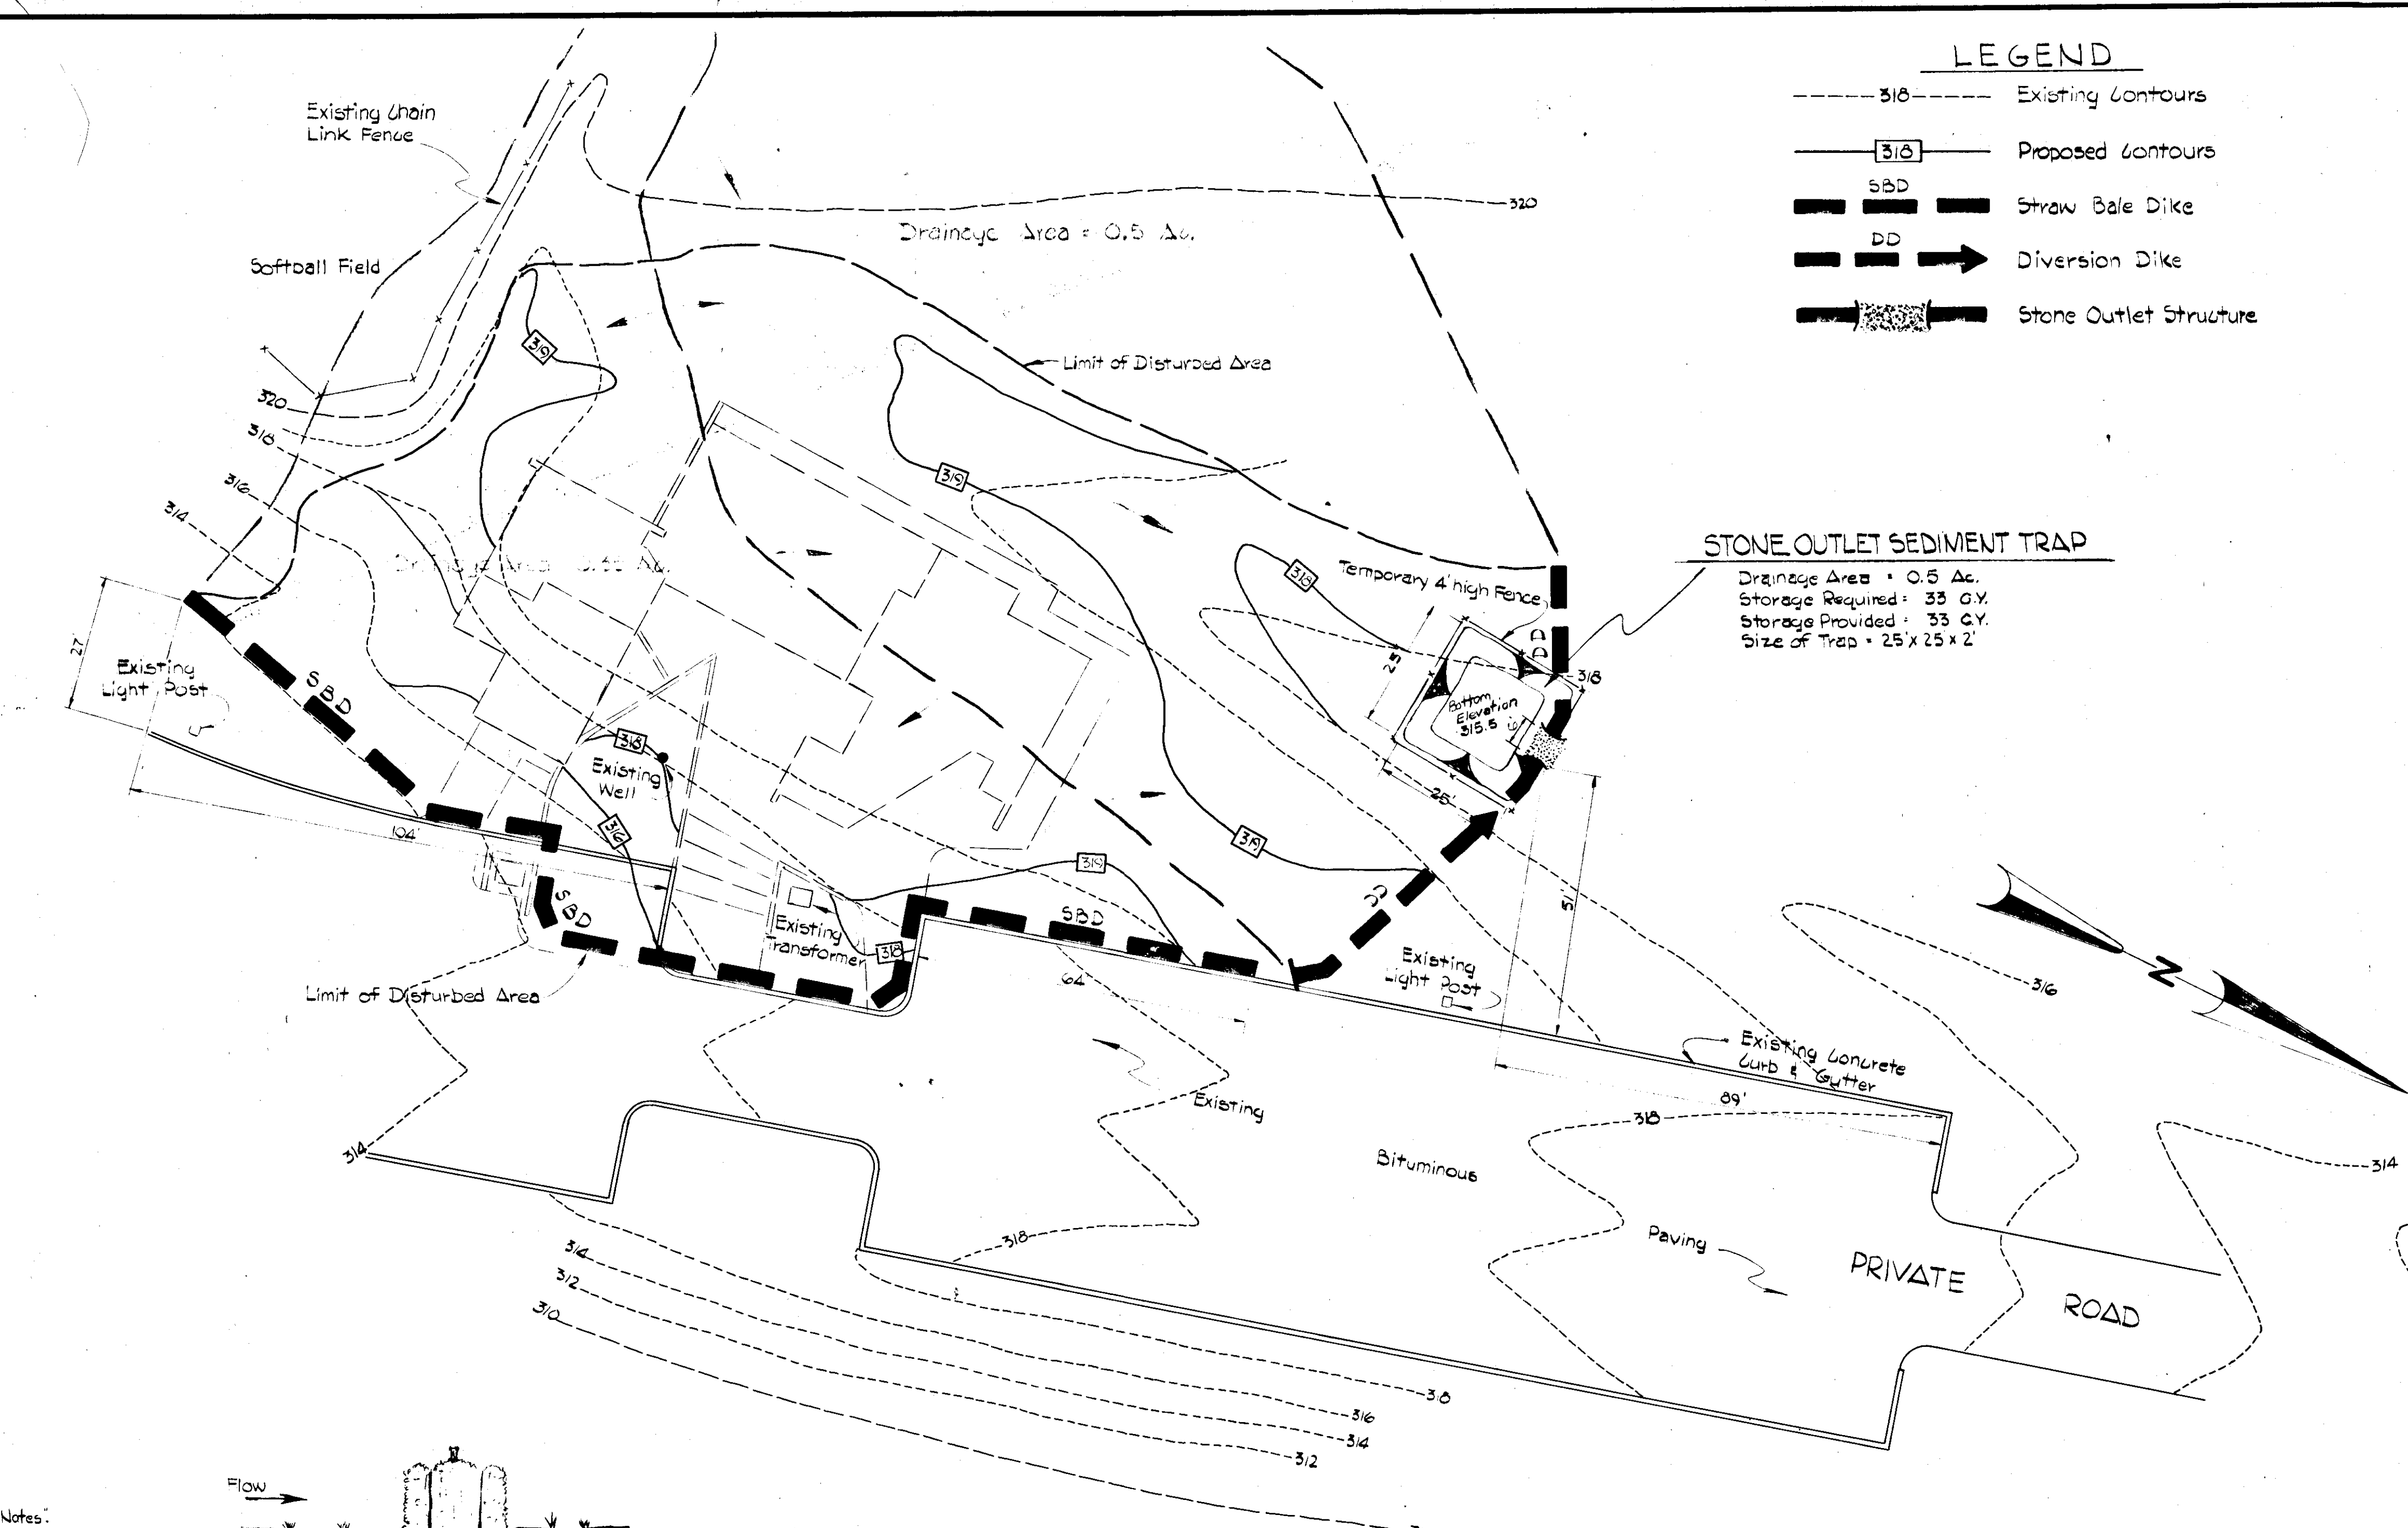 LEGEND
318
Existing Contours
318
Proposed Contours
SBD
Straw Bale Dike
DD
Diversion Dike
Stone Outlet Structure
Existing Chain
Link Fence
320
Drainage Area = 0.5 Ac.
Softball Field
319
Limit of Disturbed Area
320
318
316
314
319
STONE OUTLET SEDIMENT TRAP
Drainage Area = 0.5 Ac.
Storage Required = 33 C.Y.
Storage Provided = 33 C.Y.
Size of Trap = 25' x 25' x 2'
Drainage Area
Ac.
318
Temporary 4' high Fence
DD
25'
318
Bottom
Elevation
315.5
27
Existing
Light Post
SBD
318
Existing
Well
25'
316
104'
319
319
51'
SBD
DD
SBD
Existing
Transformer
318
64'
Existing
Light Post
316
Limit of Disturbed Area
N
Existing Concrete
Curb & Gutter
89'
Existing
318
314
314
Bituminous
318
Paving
PRIVATE
ROAD
314
312
310
318
316
314
312
Flow
Notes: